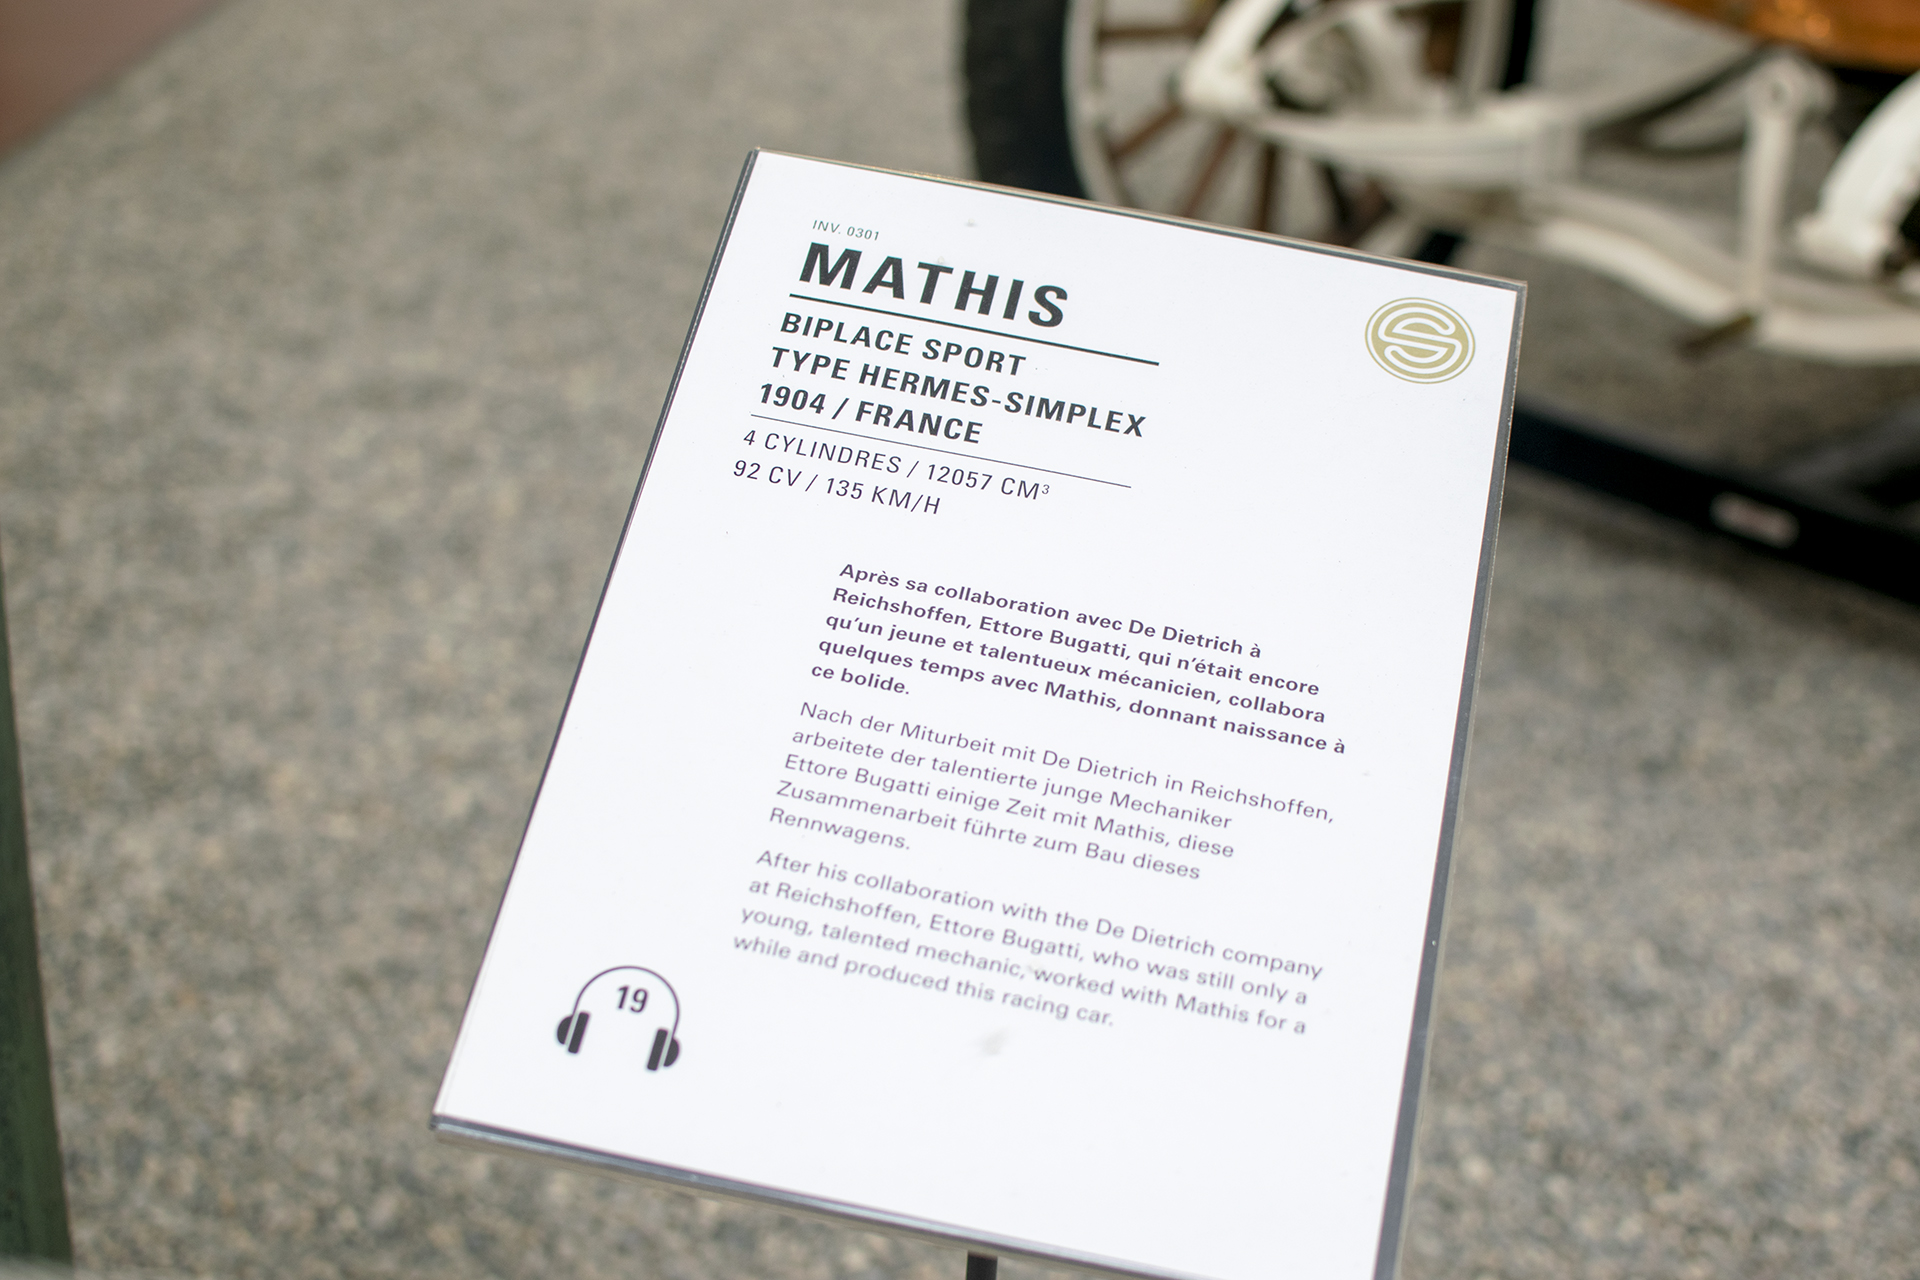 INV. 0301
MATHIS
BIPLACE SPORT
TYPE HERMES-SIMPLEX
1904 / FRANCE
4 CYLINDRES / 12057 CM³
92 CV / 135 KM/H
Après sa collaboration avec De Dietrich à
Reichshoffen, Ettore Bugatti, qui n'était encore
qu'un jeune et talentueux mécanicien, collabora
quelques temps avec Mathis, donnant naissance à
ce bolide.
Nach der Miturbeit mit De Dietrich in Reichshoffen,
arbeitete der talentierte junge Mechaniker
Ettore Bugatti einige Zeit mit Mathis, diese
Zusammenarbeit führte zum Bau dieses
Rennwagens.
After his collaboration with the De Dietrich company
at Reichshoffen, Ettore Bugatti, who was still only a
young, talented mechanic, worked with Mathis for a
while and produced this racing car.
19